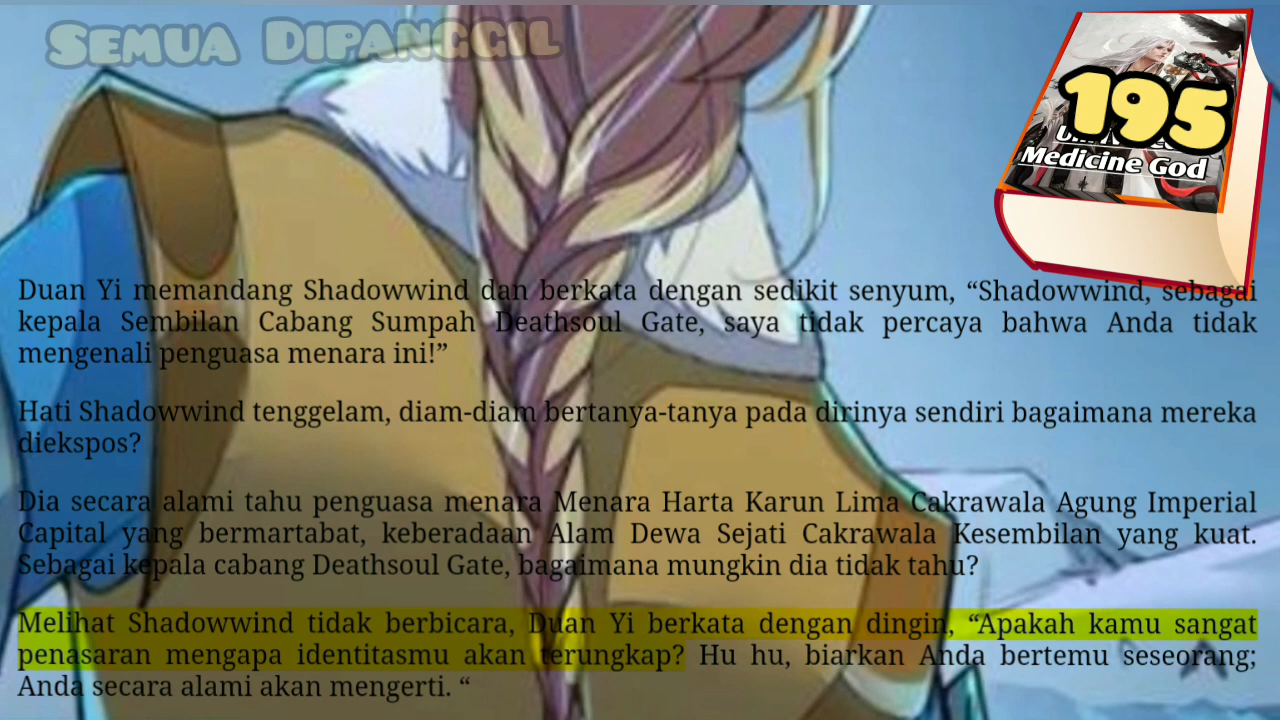 Semua Dipanggil
195
Medicine God
Duan Yi memandang Shadowwind dan berkata dengan sedikit senyum, “Shadowwind, sebagai
kepala Sembilan Cabang Sumpah Deathsoul Gate, saya tidak percaya bahwa Anda tidak
mengenali penguasa menara ini!”
Hati Shadowwind tenggelam, diam-diam bertanya-tanya pada dirinya sendiri bagaimana mereka
diekspos?
Dia secara alami tahu penguasa menara Menara Harta Karun Lima Cakrawala Agung Imperial
Capital yang bermartabat, keberadaan Alam Dewa Sejati Cakrawala Kesembilan yang kuat.
Sebagai kepala cabang Deathsoul Gate, bagaimana mungkin dia tidak tahu?
Melihat Shadowwind tidak berbicara, Duan Yi berkata dengan dingin, “Apakah kamu sangat
penasaran mengapa identitasmu akan terungkap? Hu hu, biarkan Anda bertemu seseorang;
Anda secara alami akan mengerti. “